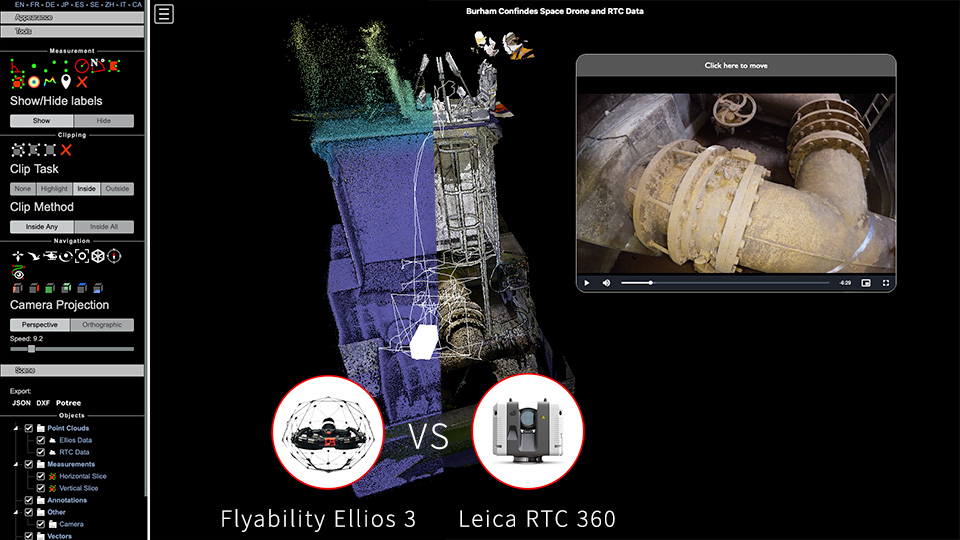 EN - FR - DE - JP - ES - SE - ZH - IT - CA
Appearance
Tools
Measurement
N°
Show/Hide labels
Show Hide
Clipping
Clip Task
None Highlight Inside Outside
Clip Method
Inside Any Inside All
Navigation
Camera Projection
Perspective Orthographic
Speed: 9.2
Scene
Export:
JSON DXF Potree
Objects
Point Clouds
Ellios Data
RTC Data
Measurements
Horizontal Slice
Vertical Slice
Annotations
Other
Camera
Vectors
Burham Confindes Space Drone and RTC Data
Click here to move
-6:29
VS
Flyability Ellios 3 Leica RTC 360